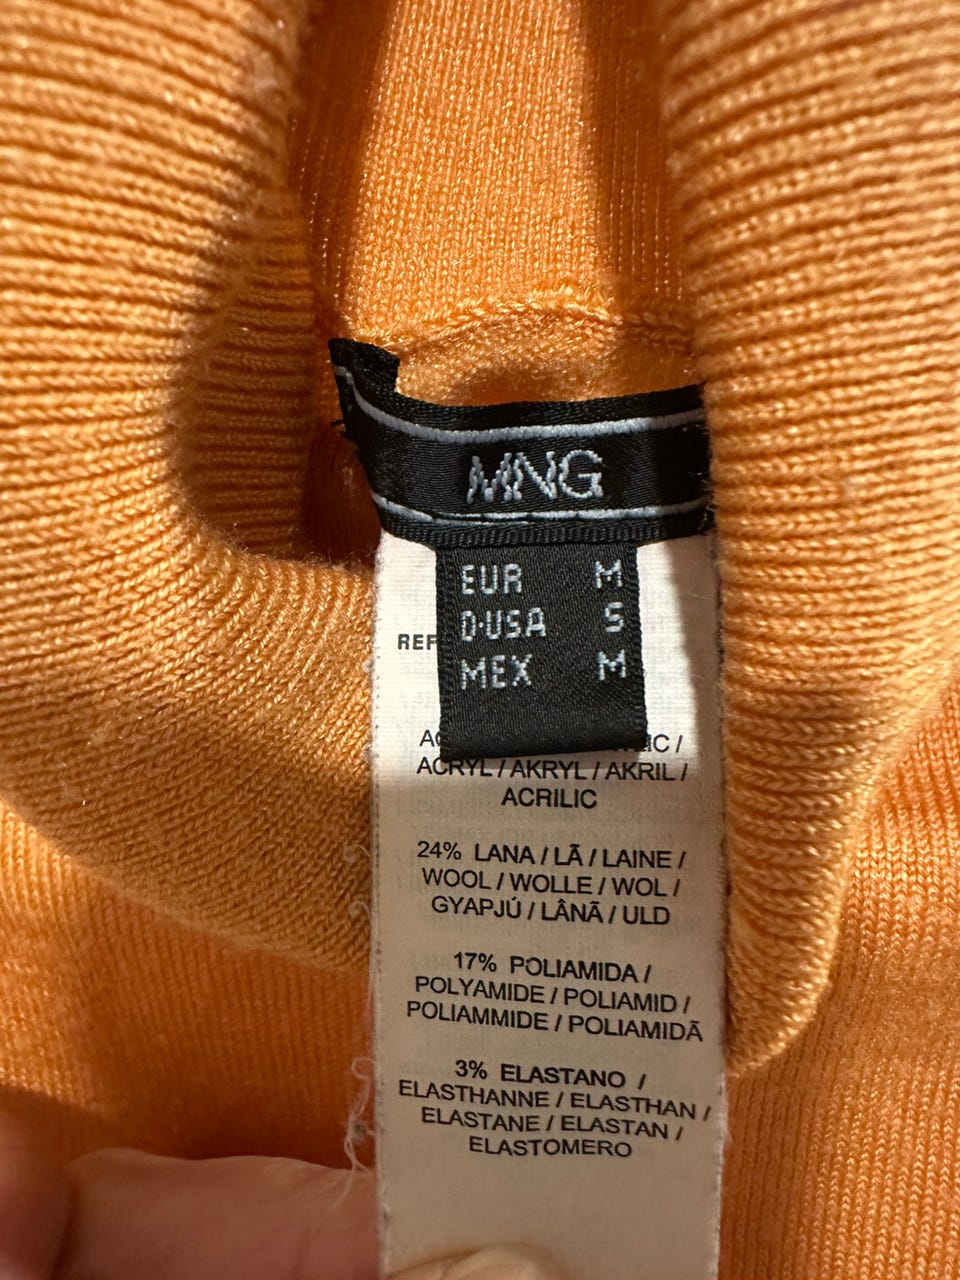 MNG
EUR M
D·USA S
MEX M
REF
ACRYL / AKRYL / AKRIL /
ACRILIC
24% LANA / LÃ / LAINE /
WOOL / WOLLE / WOL /
GYAPJÚ / LÂNĂ / ULD
17% POLIAMIDA /
POLYAMIDE / POLIAMID /
POLIAMMIDE / POLIAMIDĂ
3% ELASTANO /
ELASTHANNE / ELASTHAN /
ELASTANE / ELASTAN /
ELASTOMERO